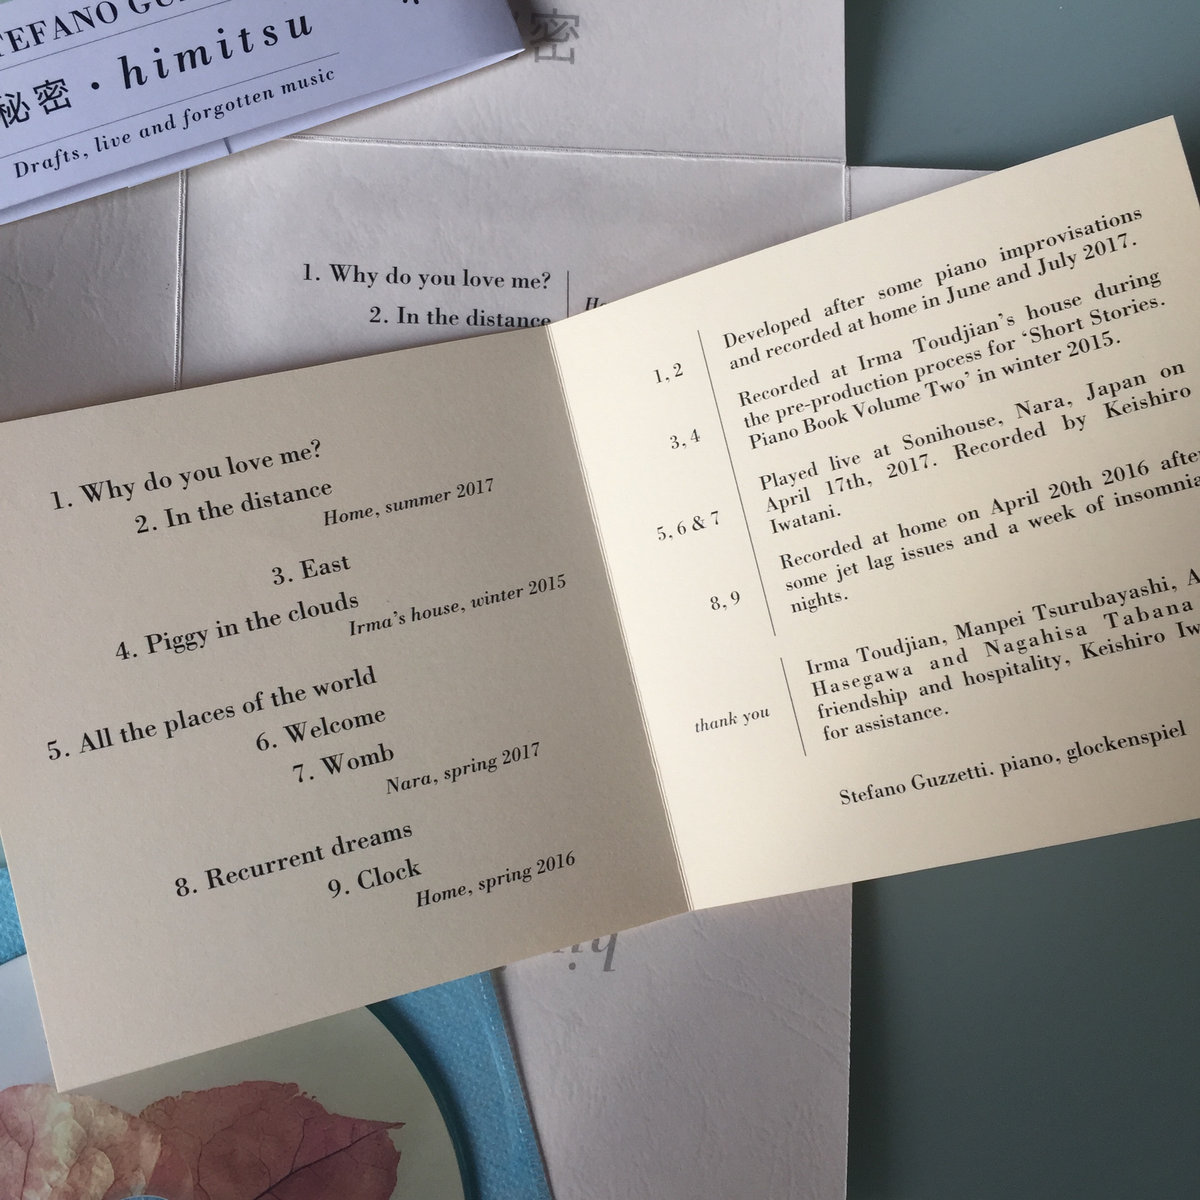 STEFANO
秘密 · himitsu
Drafts, live and forgotten music
密
1. Why do you love me?
2. In the distance
1. Why do you love me?
2. In the distance
Home, summer 2017
3. East
4. Piggy in the clouds
Irma's house, winter 2015
5. All the places of the world
6. Welcome
7. Womb
Nara, spring 2017
8. Recurrent dreams
9. Clock
Home, spring 2016
1, 2
Developed after some piano improvisations
and recorded at home in June and July 2017.
3, 4
Recorded at Irma Toudjian's house during
the pre-production process for 'Short Stories.
Piano Book Volume Two' in winter 2015.
5, 6 & 7
Played live at Sonihouse, Nara, Japan on
April 17th, 2017. Recorded by Keishiro
Iwatani.
8, 9
Recorded at home on April 20th 2016 after
some jet lag issues and a week of insomnia
nights.
thank you
Irma Toudjian, Manpei Tsurubayashi,
Hasegawa and Nagahisa Tabana
friendship and hospitality, Keishiro
for assistance.
Stefano Guzzetti. piano, glockenspiel